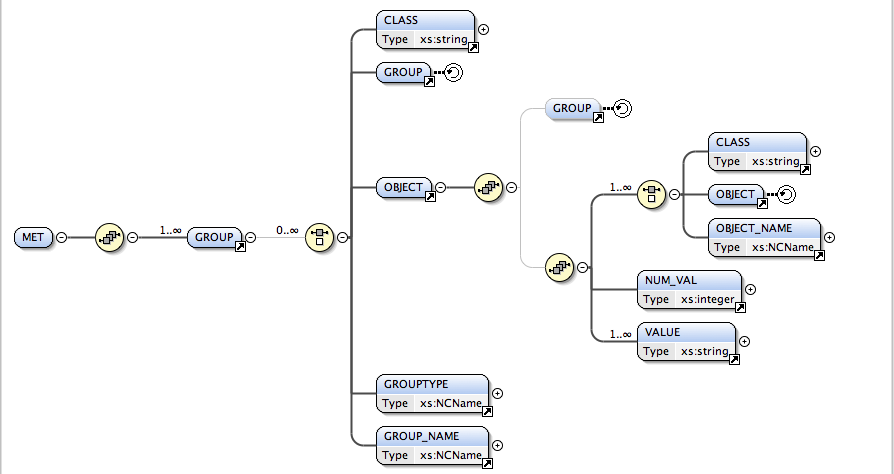 CLASS
Type xs:string
GROUP
GROUP
CLASS
Type xs:string
1..∞
OBJECT
OBJECT
OBJECT_NAME
Type xs:NCName
MET
1..∞
GROUP
0..∞
NUM_VAL
Type xs:integer
1..∞
VALUE
Type xs:string
GROUPTYPE
Type xs:NCName
GROUP_NAME
Type xs:NCName